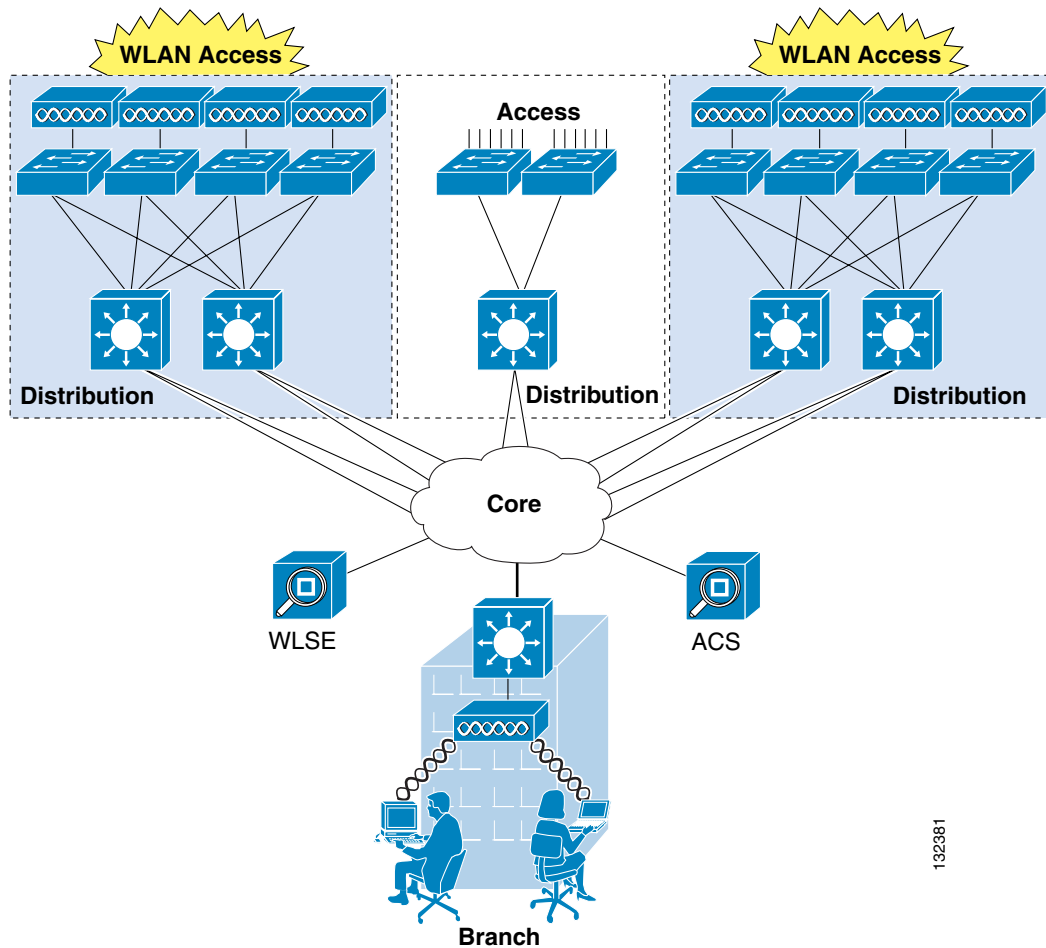 WLAN Access
WLAN Access
Access
Distribution
Distribution
Distribution
Core
WLSE
ACS
Branch
132381